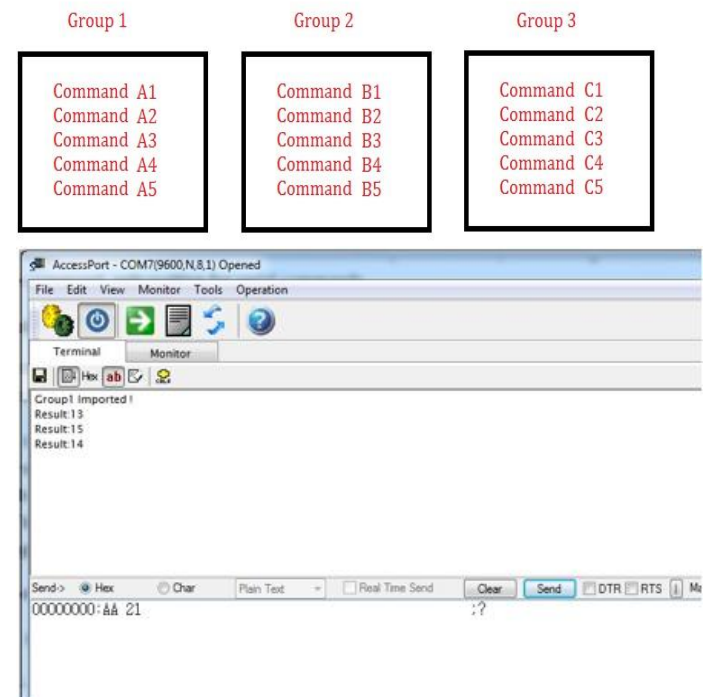 Group 1
Group 2
Group 3
Command A1
Command A2
Command A3
Command A4
Command A5
Command B1
Command B2
Command B3
Command B4
Command B5
Command C1
Command C2
Command C3
Command C4
Command C5
AccessPort - COM7(9600,N,8,1) Opened
File Edit View Monitor Tools Operation
Terminal Monitor
Hex ab
Group1 Imported !
Result:13
Result:15
Result:14
Send-> Hex Char Plain Text Real Time Send Clear Send DTR RTS
00000000:AA 21 ;?